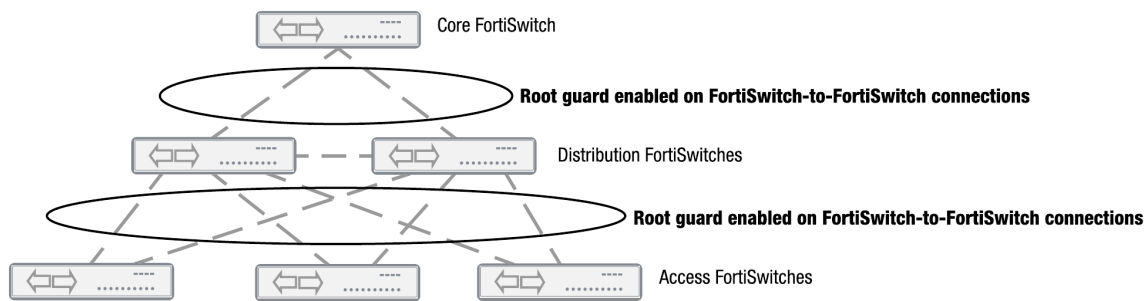 Core FortiSwitch
Root guard enabled on FortiSwitch-to-FortiSwitch connections
Distribution FortiSwitches
Root guard enabled on FortiSwitch-to-FortiSwitch connections
Access FortiSwitches